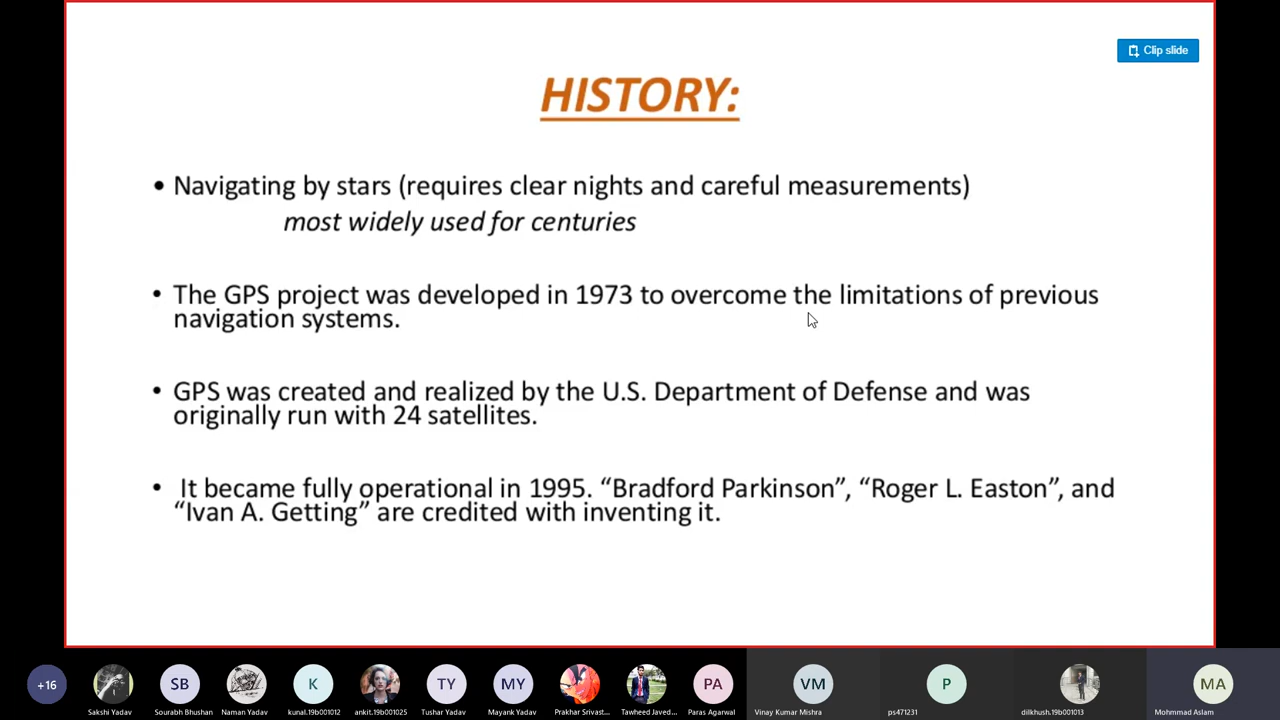 Clip slide
HISTORY:
• Navigating by stars (requires clear nights and careful measurements)
most widely used for centuries
• The GPS project was developed in 1973 to overcome the limitations of previous
navigation systems.
• GPS was created and realized by the U.S. Department of Defense and was
originally run with 24 satellites.
• It became fully operational in 1995. “Bradford Parkinson”, “Roger L. Easton”, and
“Ivan A. Getting” are credited with inventing it.
+16 SB K TY MY PA VM P MA
Sakshi Yadav Sourabh Bhushan Naman Yadav kunal.19b001012 ankit.19b001025 Tushar Yadav Mayank Yadav Prakhar Srivast... Tawheed Javed... Paras Agarwal Vinay Kumar Mishra ps471231 dilkhush.19b001013 Mohmmad Aslam